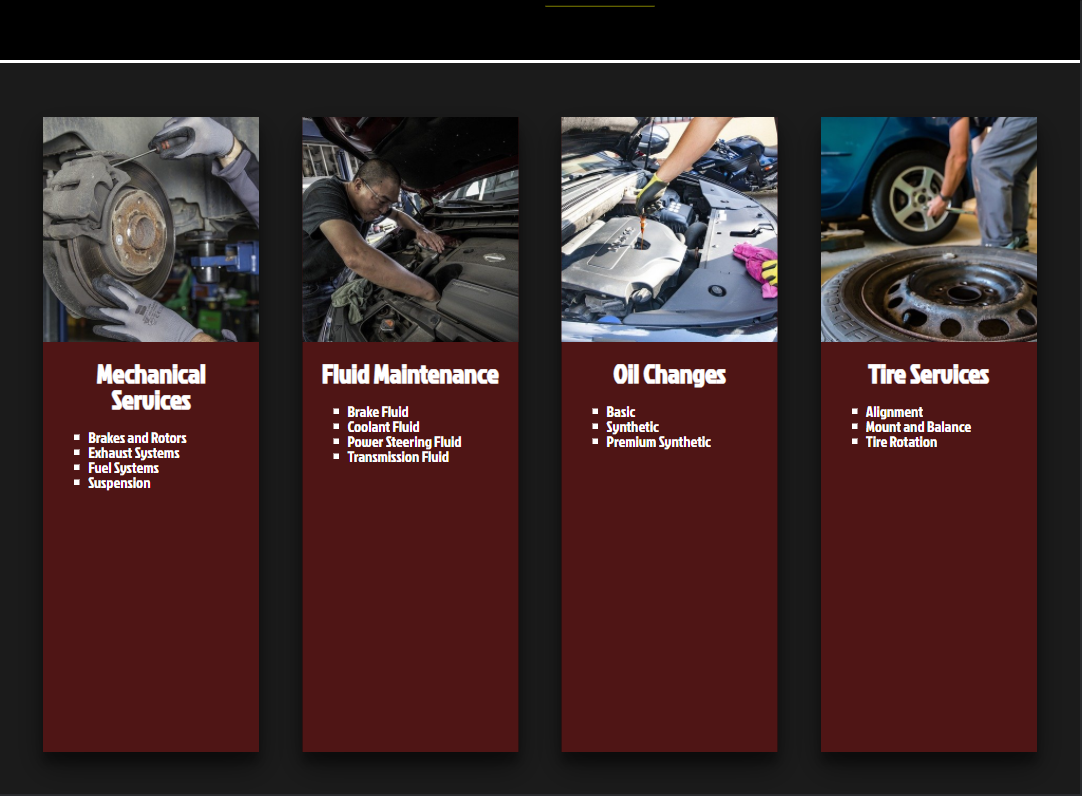 Mechanical
Services
Brakes and Rotors
Exhaust Systems
Fuel Systems
Suspension
Fluid Maintenance
Brake Fluid
Coolant Fluid
Power Steering Fluid
Transmission Fluid
Oil Changes
Basic
Synthetic
Premium Synthetic
Tire Services
Alignment
Mount and Balance
Tire Rotation